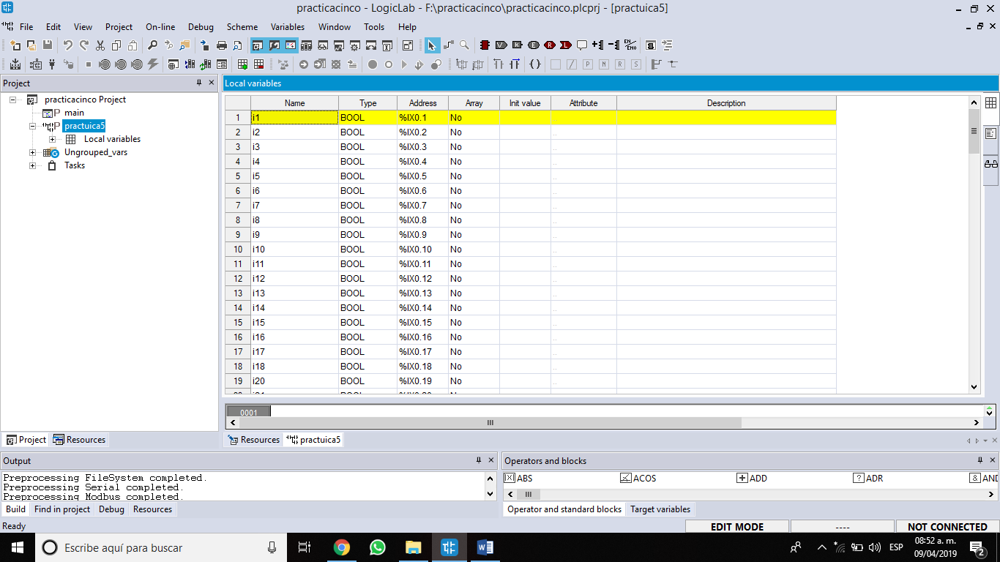 practicacinco - LogicLab - F:\practicacinco\practicacinco.plcprj - [practuica5]
File Edit View Project On-line Debug Scheme Variables Window Tools Help
Project
Local variables
practicacinco Project
main
practuica5
Local variables
Ungrouped_vars
Tasks
Name Type Address Array Init value Attribute Description
1 i1 BOOL %IX0.1 No
2 i2 BOOL %IX0.2 No ..
3 i3 BOOL %IX0.3 No ..
4 i4 BOOL %IX0.4 No ..
5 i5 BOOL %IX0.5 No ..
6 i6 BOOL %IX0.6 No ..
7 i7 BOOL %IX0.7 No ..
8 i8 BOOL %IX0.8 No ..
9 i9 BOOL %IX0.9 No ..
10 i10 BOOL %IX0.10 No ..
11 i11 BOOL %IX0.11 No ..
12 i12 BOOL %IX0.12 No ..
13 i13 BOOL %IX0.13 No ..
14 i14 BOOL %IX0.14 No ..
15 i15 BOOL %IX0.15 No ..
16 i16 BOOL %IX0.16 No ..
17 i17 BOOL %IX0.17 No ..
18 i18 BOOL %IX0.18 No ..
19 i20 BOOL %IX0.19 No ..
0001
Project Resources
Resources practuica5
Output
Preprocessing FileSystem completed.
Preprocessing Serial completed.
Preprocessing Modbus completed.
Build Find in project Debug Resources
Operators and blocks
ABS ACOS ADD ADR AND
Operator and standard blocks Target variables
Ready
EDIT MODE ---- NOT CONNECTED
Escribe aquí para buscar
ESP
08:52 a. m.
09/04/2019
2